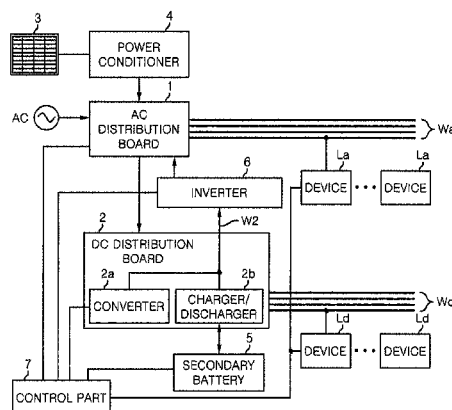 3
4
POWER
CONDITIONER
1
AC
AC
DISTRIBUTION
BOARD
Wa
6
La
La
INVERTER
DEVICE
DEVICE
W2
2
DC DISTRIBUTION
BOARD
2a
2b
CONVERTER
CHARGER/
DISCHARGER
Wd
Ld
Ld
5
DEVICE
DEVICE
SECONDARY
BATTERY
7
CONTROL PART